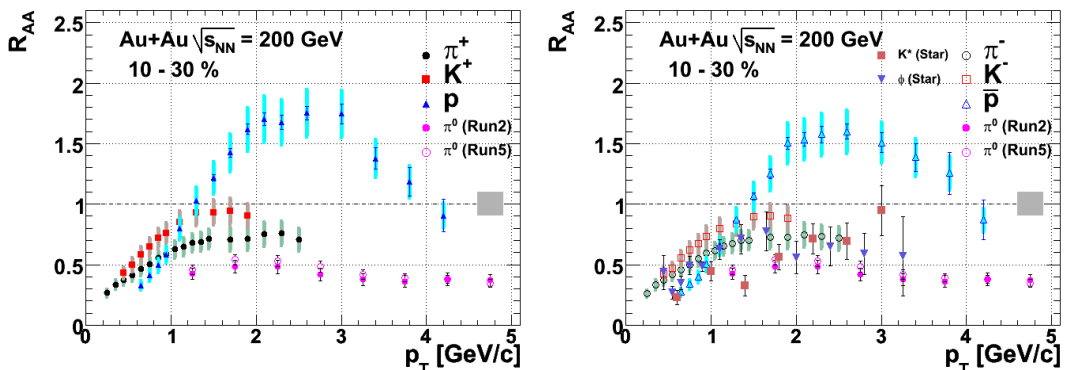 R_AA
2.5
2
1.5
1
0.5
0
Au+Au √s_NN = 200 GeV
10 - 30 %
π+
K+
p
π0 (Run2)
π0 (Run5)
0 1 2 3 4 5
p_T [GeV/c]
R_AA
2.5
2
1.5
1
0.5
0
Au+Au √s_NN = 200 GeV
10 - 30 %
K* (Star)
ϕ (Star)
π-
K-
p̅
π0 (Run2)
π0 (Run5)
0 1 2 3 4 5
p_T [GeV/c]